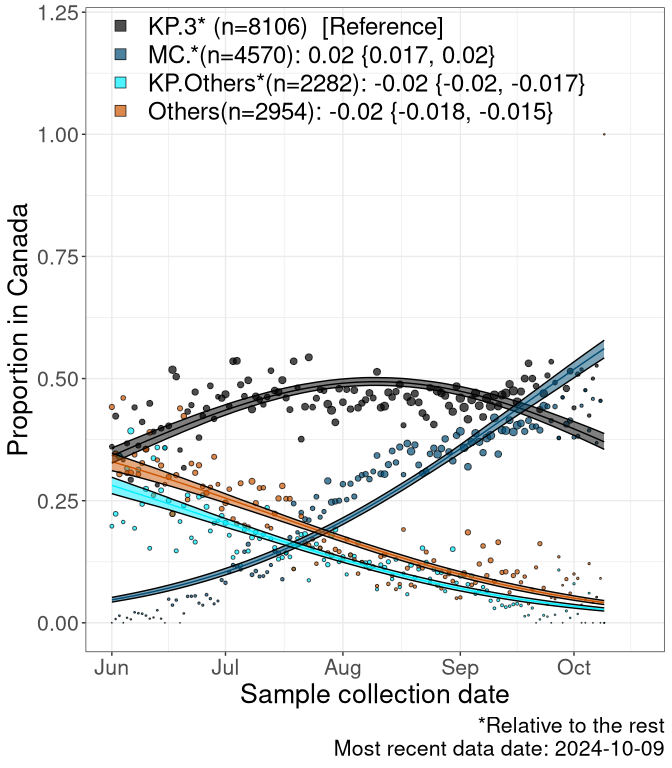 KP.3* (n=8106)  [Reference]
MC.*(n=4570): 0.02 {0.017, 0.02}
KP.Others*(n=2282): -0.02 {-0.02, -0.017}
Others(n=2954): -0.02 {-0.018, -0.015}
1.25
1.00
0.75
0.50
0.25
0.00
Proportion in Canada
Jun Jul Aug Sep Oct
Sample collection date
*Relative to the rest
Most recent data date: 2024-10-09